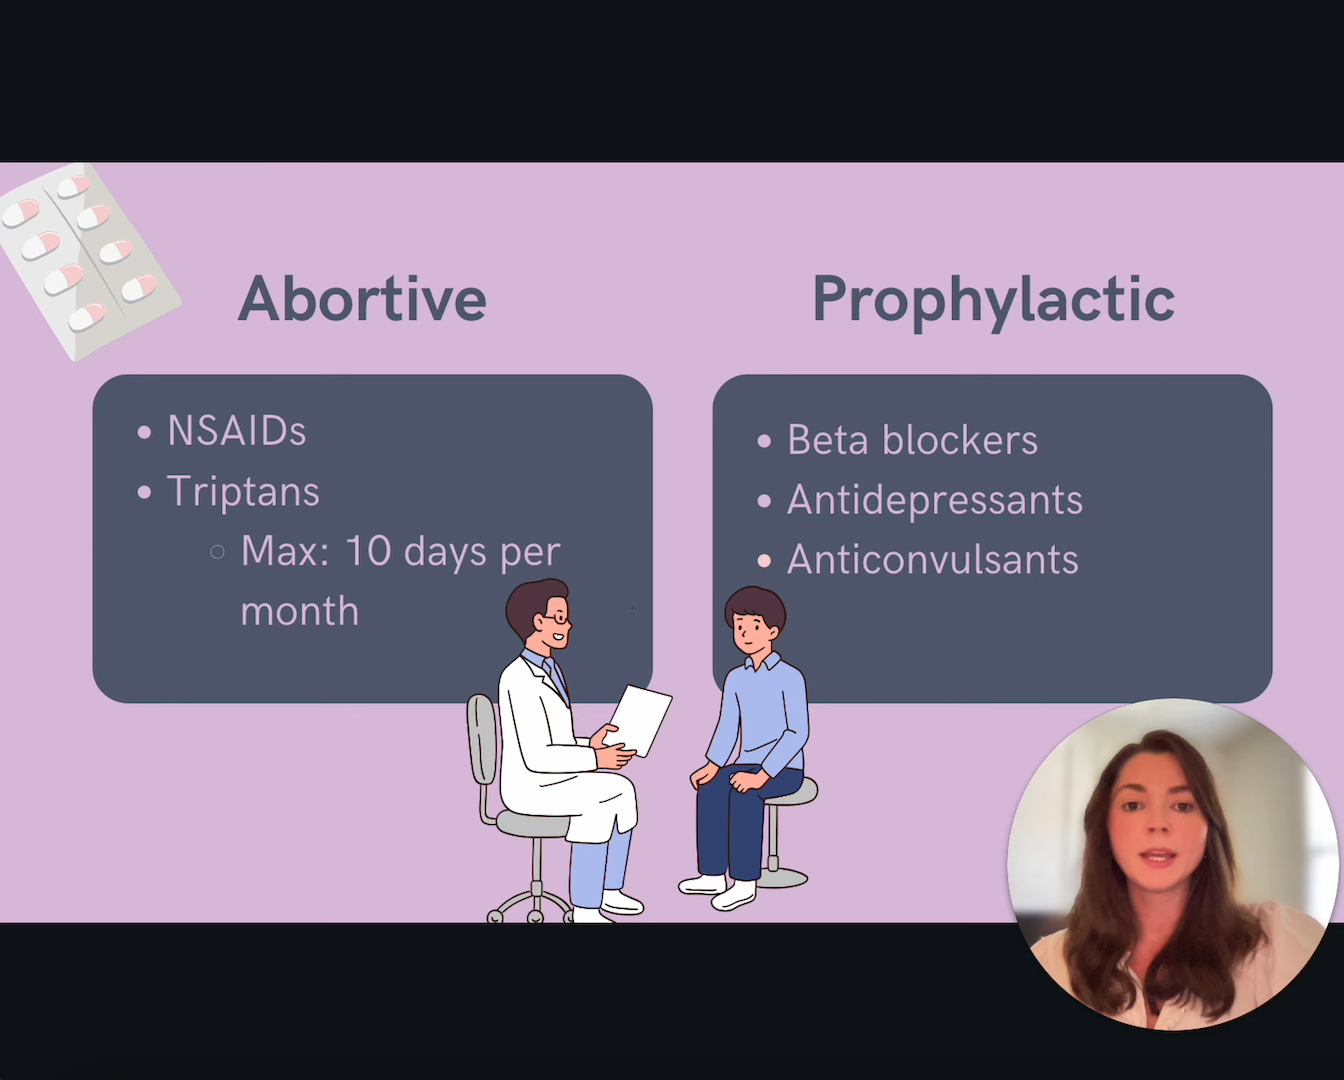 Abortive
NSAIDs
Triptans
Max: 10 days per
month
Prophylactic
Beta blockers
Antidepressants
Anticonvulsants